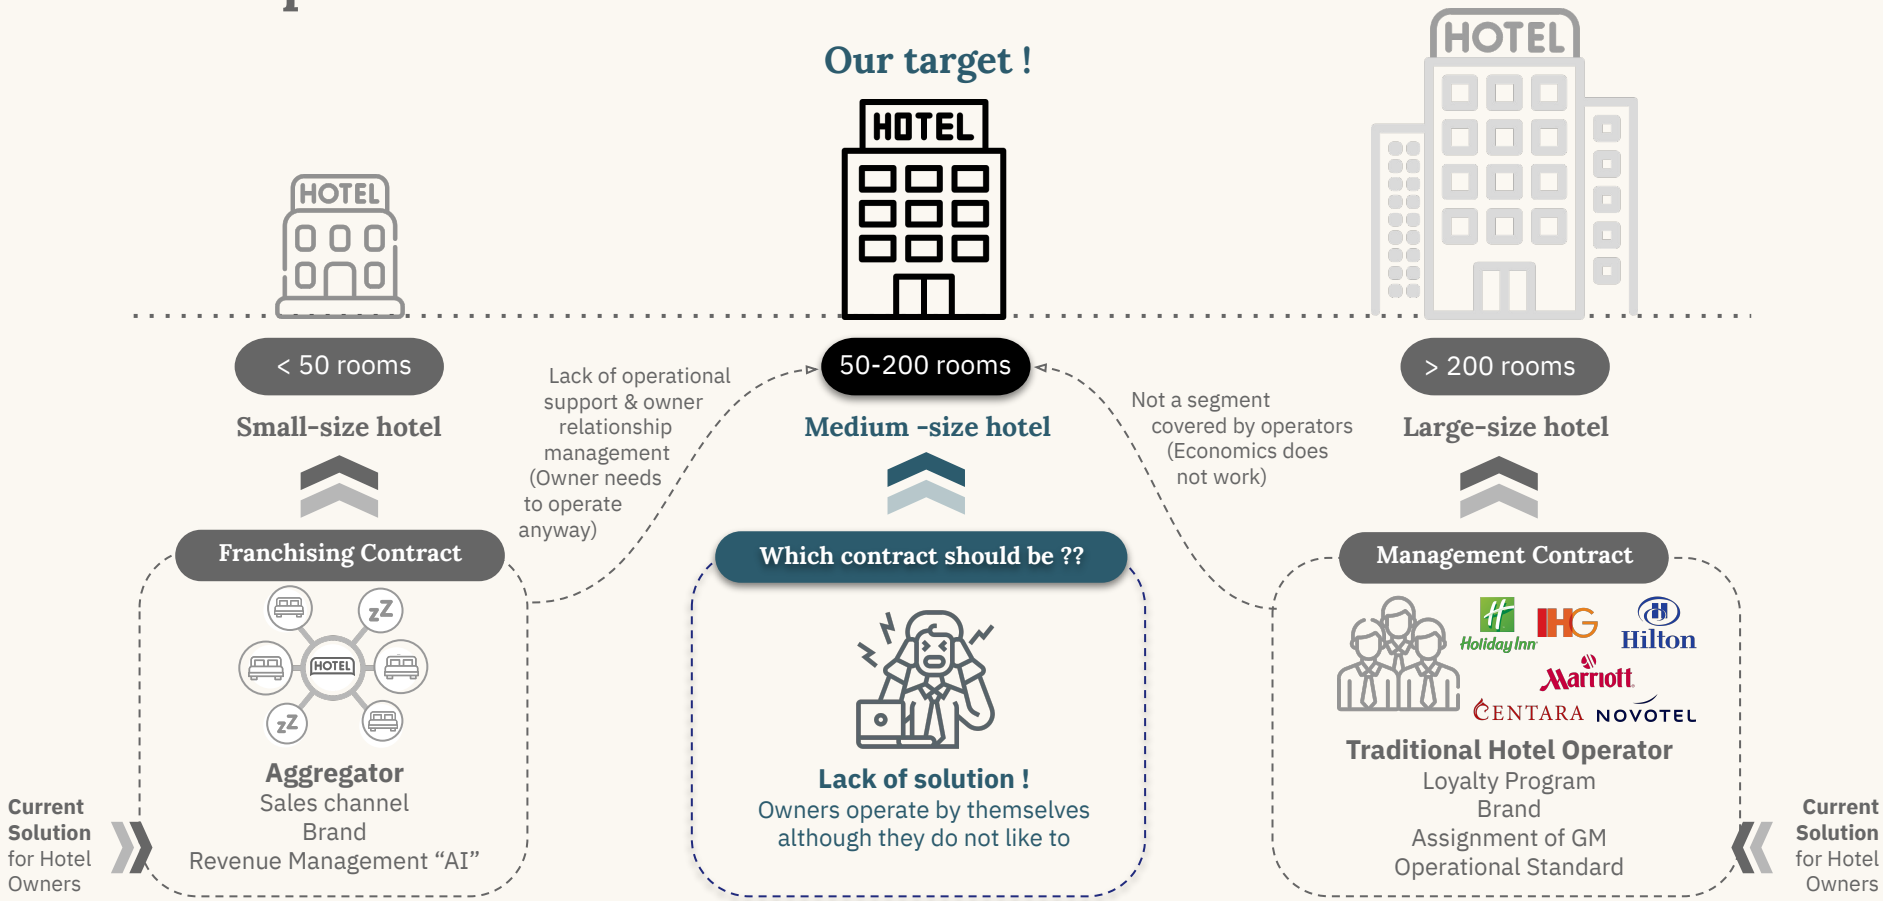 Our target !
HOTEL
HOTEL
HOTEL
< 50 rooms
50-200 rooms
> 200 rooms
Small-size hotel
Medium -size hotel
Large-size hotel
Lack of operational
support & owner
relationship
management
(Owner needs
to operate
anyway)
Not a segment
covered by operators
(Economics does
not work)
Franchising Contract
zZ
HOTEL
zZ
Aggregator
Sales channel
Brand
Revenue Management “AI”
Current
Solution
for Hotel
Owners
Which contract should be ??
Lack of solution !
Owners operate by themselves
although they do not like to
Management Contract
H
Holiday Inn
IHG
H
Hilton
Marriott
CENTARA
NOVOTEL
Traditional Hotel Operator
Loyalty Program
Brand
Assignment of GM
Operational Standard
Current
Solution
for Hotel
Owners